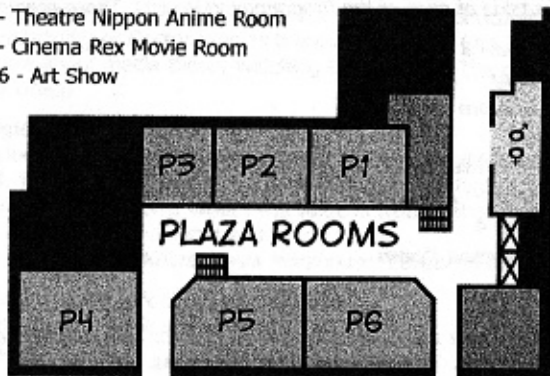 - Theatre Nippon Anime Room
- Cinema Rex Movie Room
6 - Art Show
P3 P2 P1
PLAZA ROOMS
P4 P5 P6